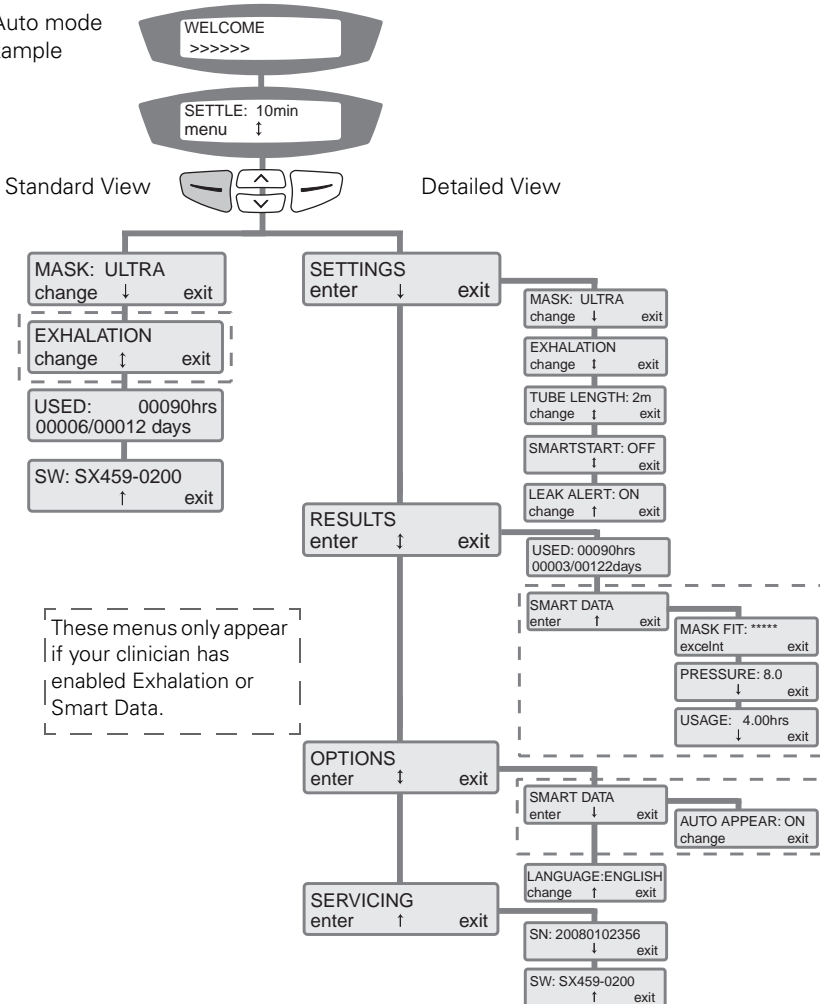 Auto mode
ample
WELCOME
>>>>>>
SETTLE: 10min
menu ↕
Standard View
Detailed View
MASK: ULTRA
change ↓ exit
EXHALATION
change ↕ exit
USED: 00090hrs
00006/00012 days
SW: SX459-0200
↑ exit
These menus only appear
if your clinician has
enabled Exhalation or
Smart Data.
SETTINGS
enter ↓ exit
MASK: ULTRA
change ↓ exit
EXHALATION
change ↕ exit
TUBE LENGTH: 2m
change ↕ exit
SMARTSTART: OFF
↕ exit
LEAK ALERT: ON
change ↑ exit
RESULTS
enter ↕ exit
USED: 00090hrs
00003/00122days
SMART DATA
enter ↑ exit
MASK FIT: *****
excelnt exit
PRESSURE: 8.0
↓ exit
USAGE: 4.00hrs
↓ exit
OPTIONS
enter ↕ exit
SMART DATA
enter ↓ exit
AUTO APPEAR: ON
change exit
LANGUAGE:ENGLISH
change ↑ exit
SERVICING
enter ↑ exit
SN: 20080102356
↓ exit
SW: SX459-0200
↑ exit